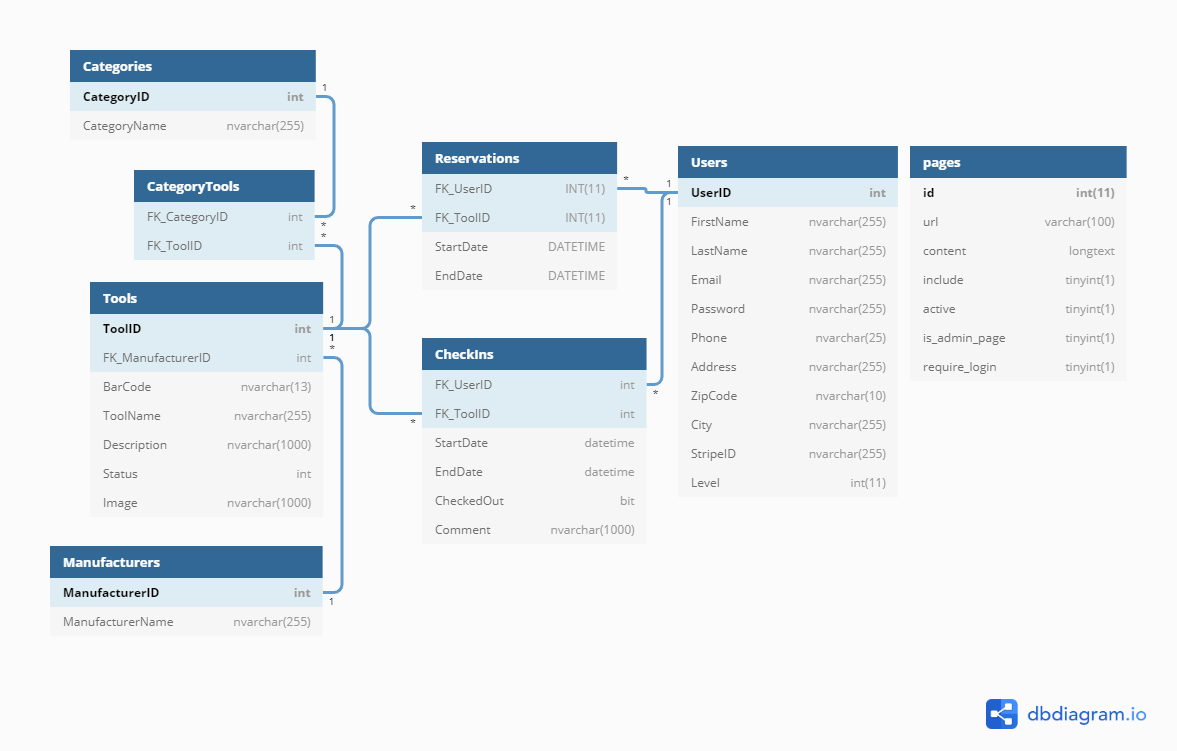 Categories
CategoryID int
CategoryName nvarchar(255)
1
*
CategoryTools
FK_CategoryID int
FK_ToolID int
*
1
Tools
ToolID int
FK_ManufacturerID int
BarCode nvarchar(13)
ToolName nvarchar(255)
Description nvarchar(1000)
Status int
Image nvarchar(1000)
1
*
Manufacturers
ManufacturerID int
ManufacturerName nvarchar(255)
1
*
Reservations
FK_UserID INT(11)
FK_ToolID INT(11)
StartDate DATETIME
EndDate DATETIME
*
1
CheckIns
FK_UserID int
FK_ToolID int
StartDate datetime
EndDate datetime
CheckedOut bit
Comment nvarchar(1000)
*
*
1
Users
UserID int
FirstName nvarchar(255)
LastName nvarchar(255)
Email nvarchar(255)
Password nvarchar(255)
Phone nvarchar(25)
Address nvarchar(255)
ZipCode nvarchar(10)
City nvarchar(255)
StripeID nvarchar(255)
Level int(11)
pages
id int(11)
url varchar(100)
content longtext
include tinyint(1)
active tinyint(1)
is_admin_page tinyint(1)
require_login tinyint(1)
dbdiagram.io